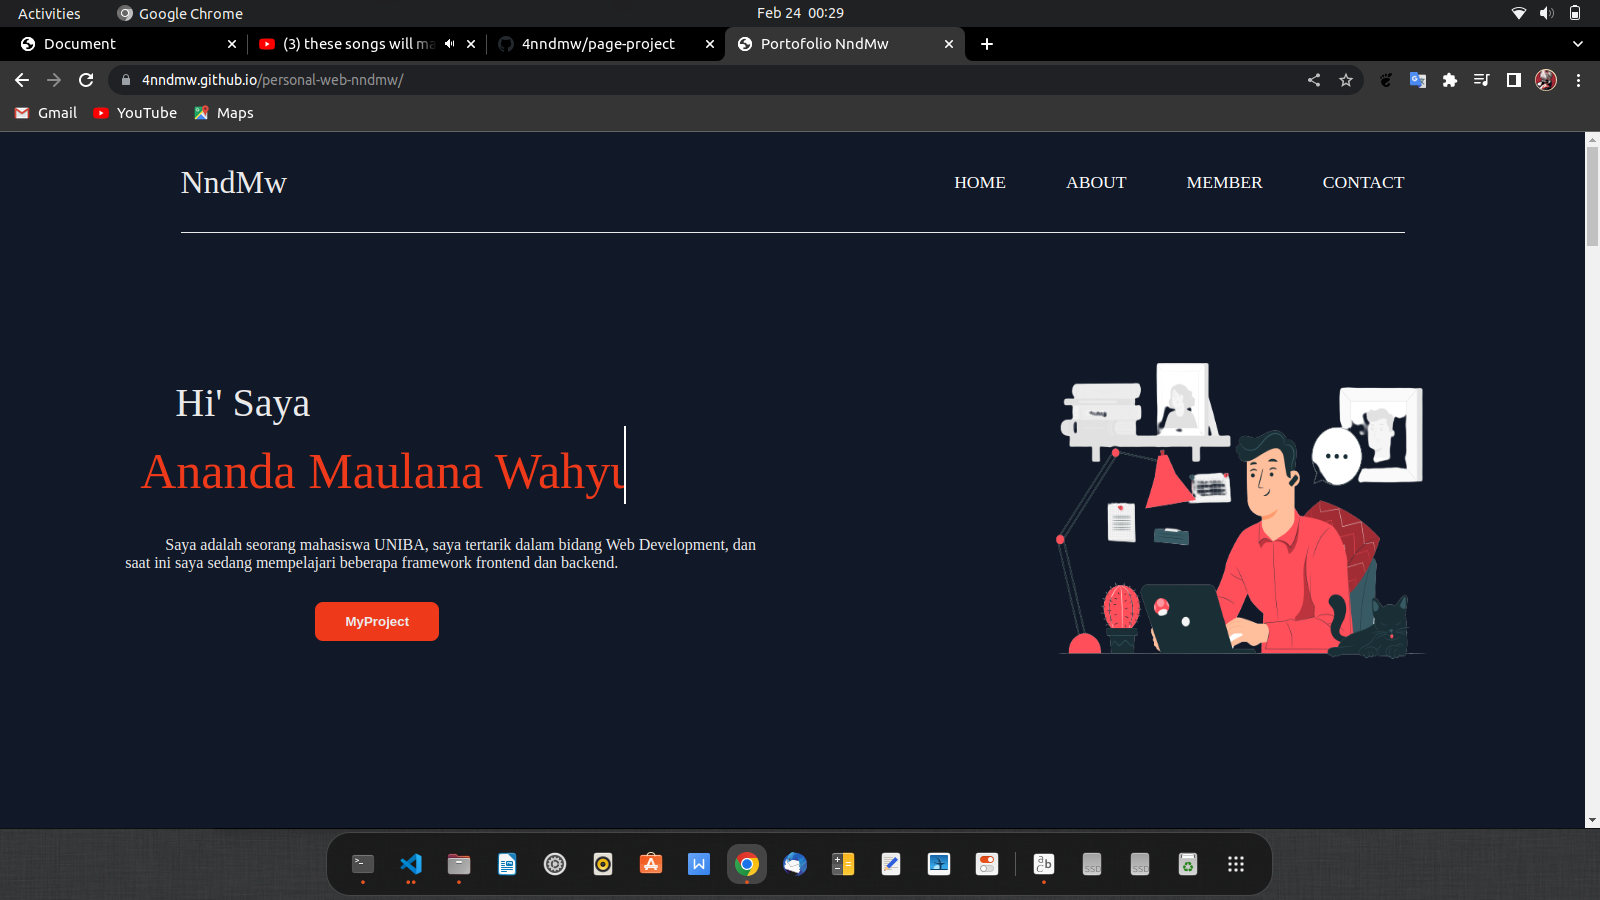 Activities
Google Chrome
Feb 24 00:29
Document
(3) these songs will ma
4nndmw/page-project
Portofolio NndMw
4nndmw.github.io/personal-web-nndmw/
Gmail
YouTube
Maps
NndMw
HOME
ABOUT
MEMBER
CONTACT
Hi' Saya
Ananda Maulana Wahyu
Saya adalah seorang mahasiswa UNIBA, saya tertarik dalam bidang Web Development, dan
saat ini saya sedang mempelajari beberapa framework frontend dan backend.
MyProject
SSD
SSD